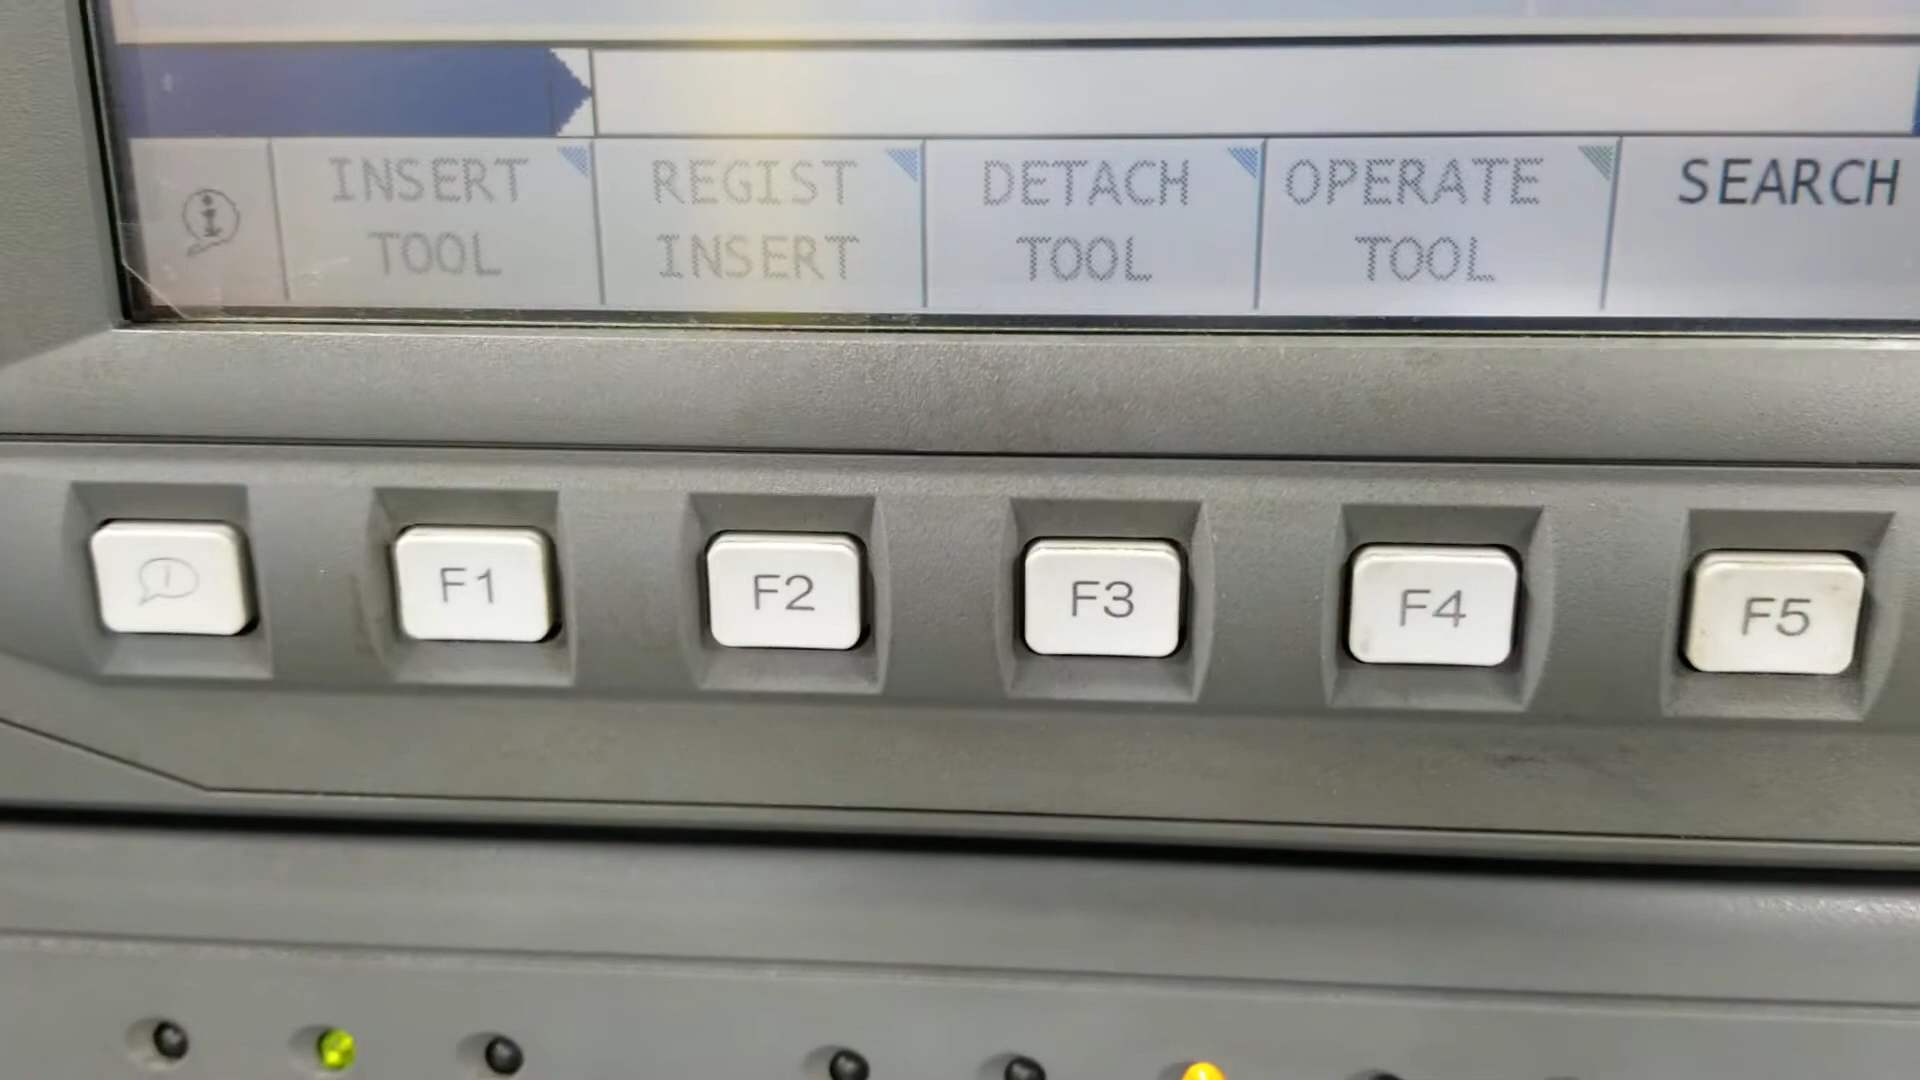 INSERT TOOL
REGIST INSERT
DETACH TOOL
OPERATE TOOL
SEARCH
i
F1
F2
F3
F4
F5